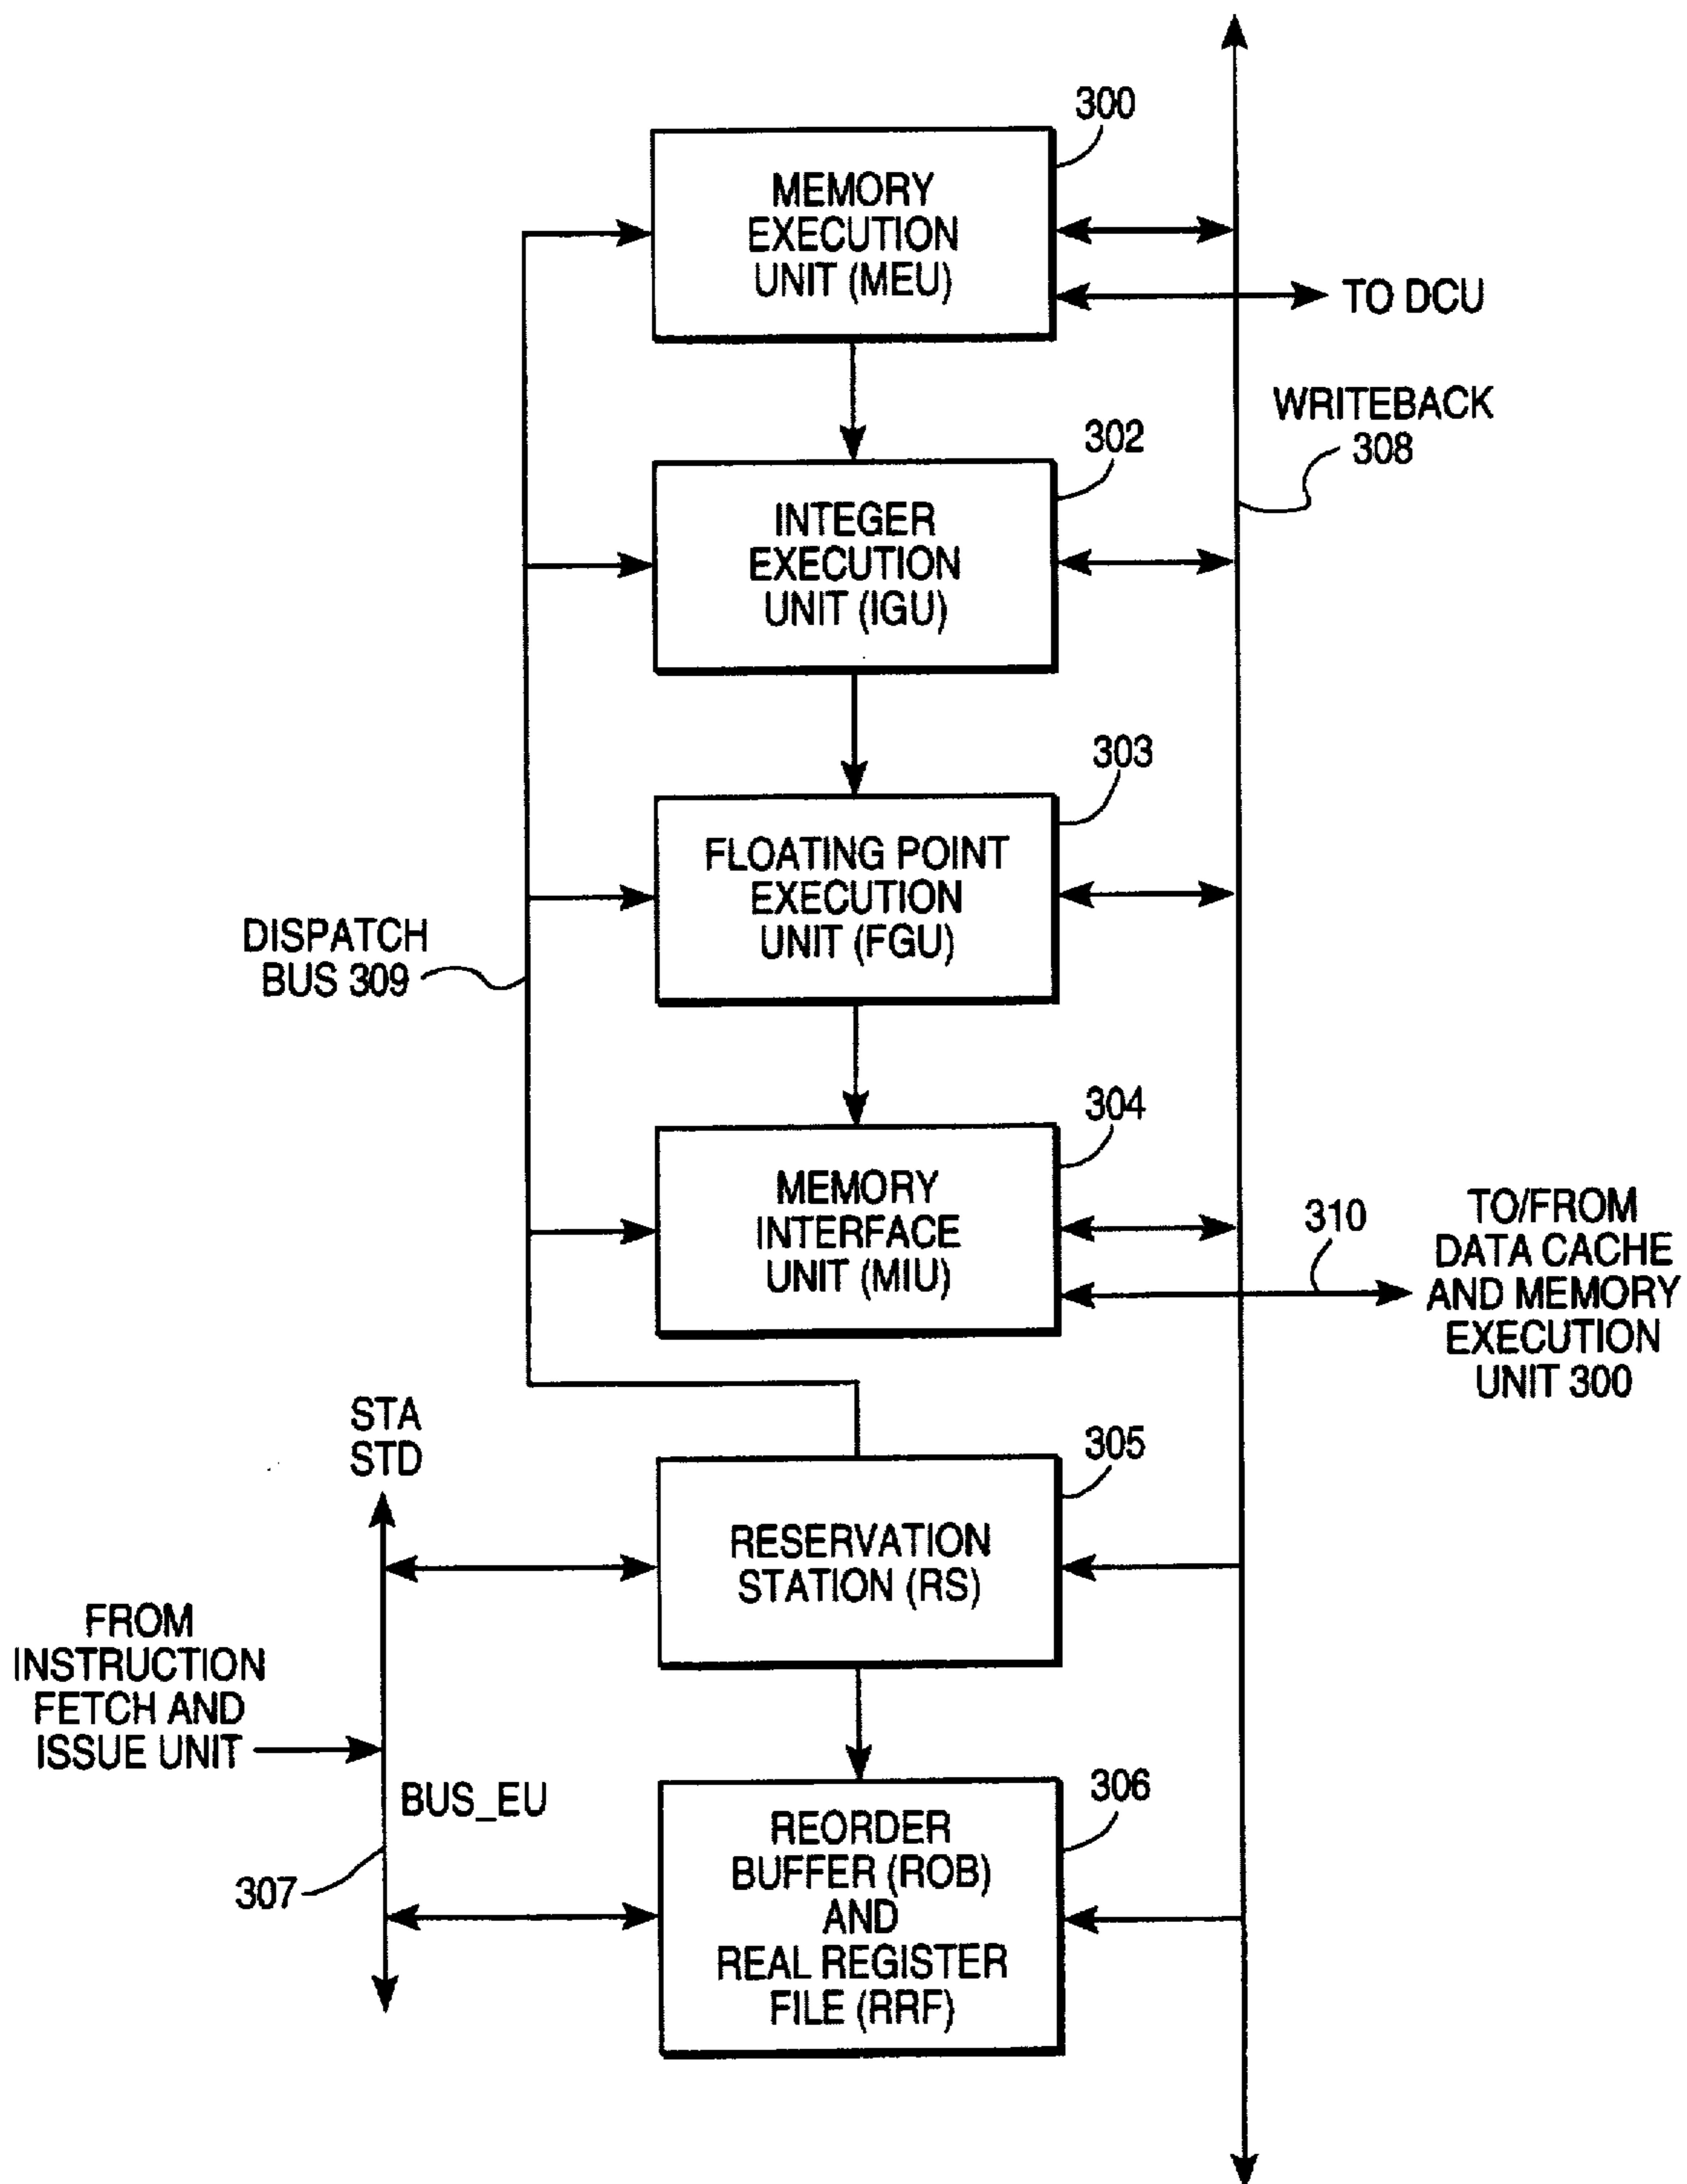 300
MEMORY
EXECUTION
UNIT (MEU)
TO DCU
WRITEBACK
308
302
INTEGER
EXECUTION
UNIT (IGU)
303
FLOATING POINT
EXECUTION
UNIT (FGU)
DISPATCH
BUS 309
304
MEMORY
INTERFACE
UNIT (MIU)
310
TO/FROM
DATA CACHE
AND MEMORY
EXECUTION
UNIT 300
STA
STD
305
RESERVATION
STATION (RS)
FROM
INSTRUCTION
FETCH AND
ISSUE UNIT
BUS_EU
307
306
REORDER
BUFFER (ROB)
AND
REAL REGISTER
FILE (RRF)